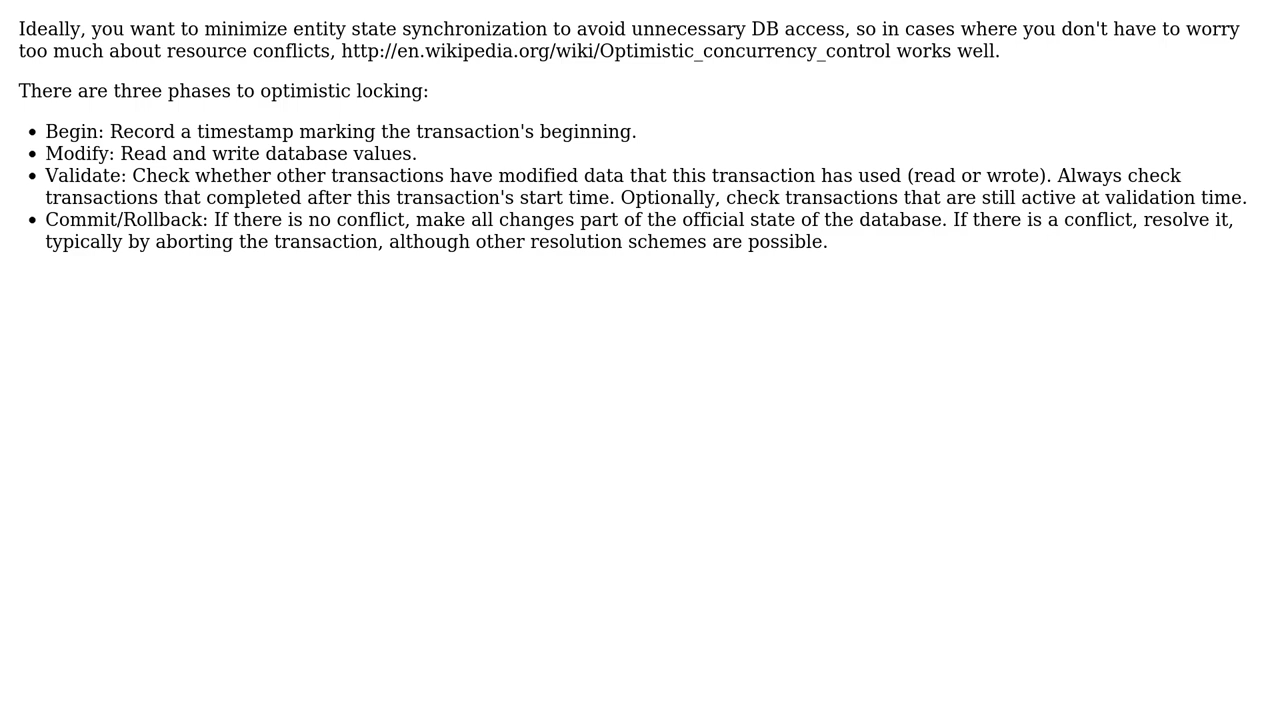 Ideally, you want to minimize entity state synchronization to avoid unnecessary DB access, so in cases where you don't have to worry
too much about resource conflicts, http://en.wikipedia.org/wiki/Optimistic_concurrency_control works well.
There are three phases to optimistic locking:
• Begin: Record a timestamp marking the transaction's beginning.
• Modify: Read and write database values.
• Validate: Check whether other transactions have modified data that this transaction has used (read or wrote). Always check
transactions that completed after this transaction's start time. Optionally, check transactions that are still active at validation time.
• Commit/Rollback: If there is no conflict, make all changes part of the official state of the database. If there is a conflict, resolve it,
typically by aborting the transaction, although other resolution schemes are possible.